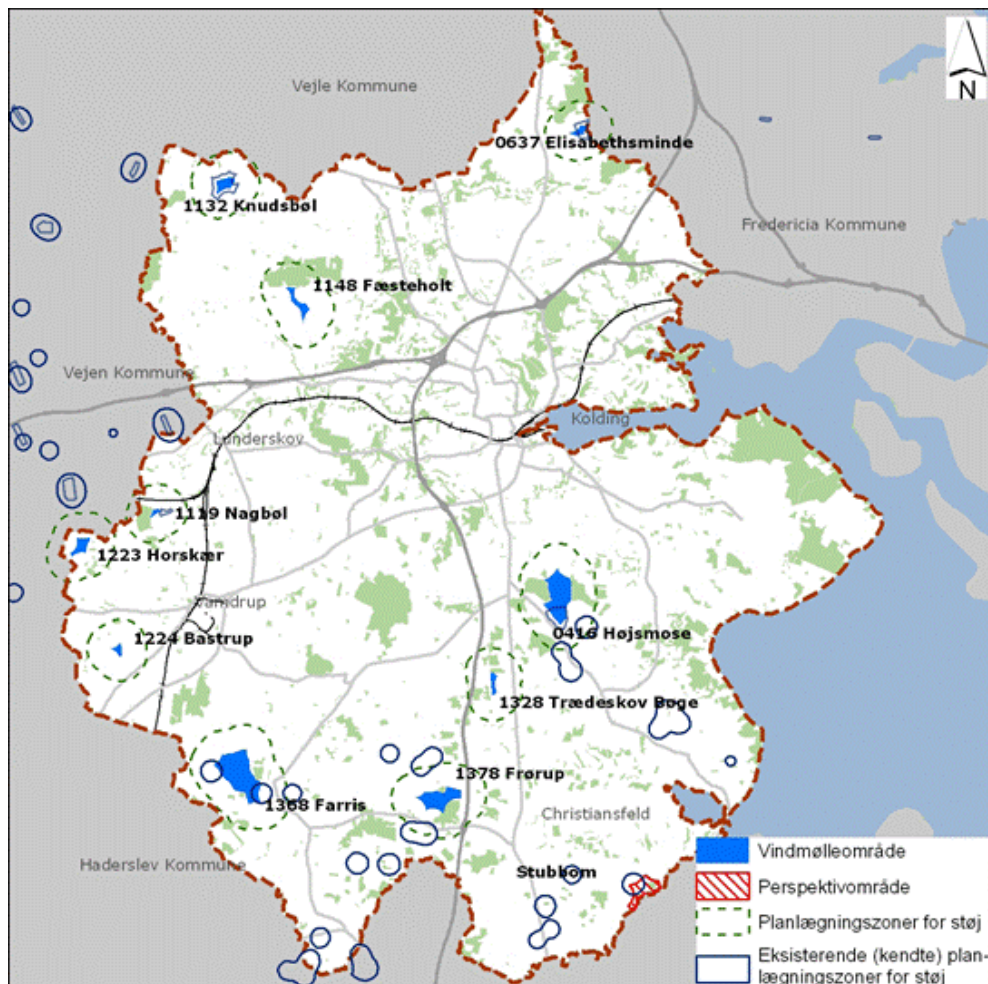 Vejle Kommune
N
0637 Elisabethsminde
1132 Knudsbøl
Fredericia Kommune
1148 Fæsteholt
Vejen Kommune
Kolding
Lunderskov
1119 Nagbøl
1223 Horskær
Vamdrup
1224 Bastrup
0416 Højsmose
1328 Trædeskov Bøge
1378 Frørup
1368 Farris
Christiansfeld
Haderslev Kommune
Stubbom
Vindmølleområde
Perspektivområde
Planlægningszoner for støj
Eksisterende (kendte) plan-
lægningszoner for støj